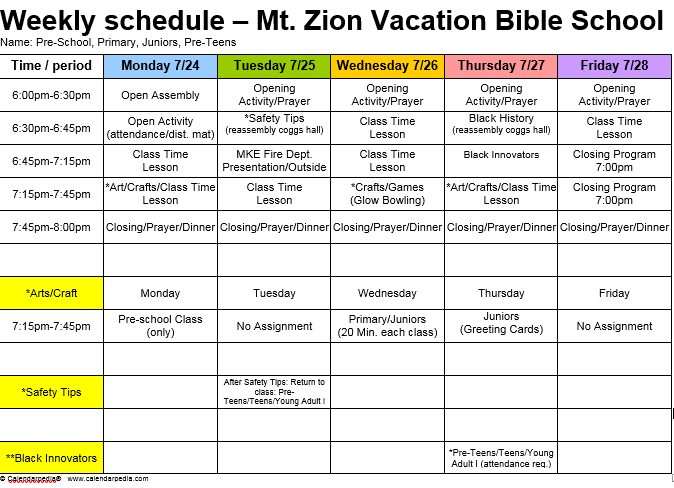 Weekly schedule – Mt. Zion Vacation Bible School
Name: Pre-School, Primary, Juniors, Pre-Teens
Time / period Monday 7/24 Tuesday 7/25 Wednesday 7/26 Thursday 7/27 Friday 7/28
6:00pm-6:30pm Open Assembly Opening Opening Opening Opening
Activity/Prayer Activity/Prayer Activity/Prayer Activity/Prayer
6:30pm-6:45pm Open Activity *Safety Tips Class Time Black History Class Time
(attendance/dist. mat) (reassembly coggs hall) Lesson (reassembly coggs hall) Lesson
6:45pm-7:15pm Class Time MKE Fire Dept. Class Time Black Innovators Closing Program
Lesson Presentation/Outside Lesson 7:00pm
7:15pm-7:45pm *Art/Crafts/Class Time Class Time *Crafts/Games *Art/Crafts/Class Time Closing Program
Lesson Lesson (Glow Bowling) Lesson 7:00pm
7:45pm-8:00pm Closing/Prayer/Dinner Closing/Prayer/Dinner Closing/Prayer/Dinner Closing/Prayer/Dinner Closing/Prayer/Dinner
*Arts/Craft Monday Tuesday Wednesday Thursday Friday
7:15pm-7:45pm Pre-school Class No Assignment Primary/Juniors Juniors No Assignment
(only) (20 Min. each class) (Greeting Cards)
*Safety Tips After Safety Tips: Return to
class: Pre-
Teens/Teens/Young Adult I
**Black Innovators *Pre-Teens/Teens/Young
Adult I (attendance req.)
© Calendarpedia® www.calendarpedia.com